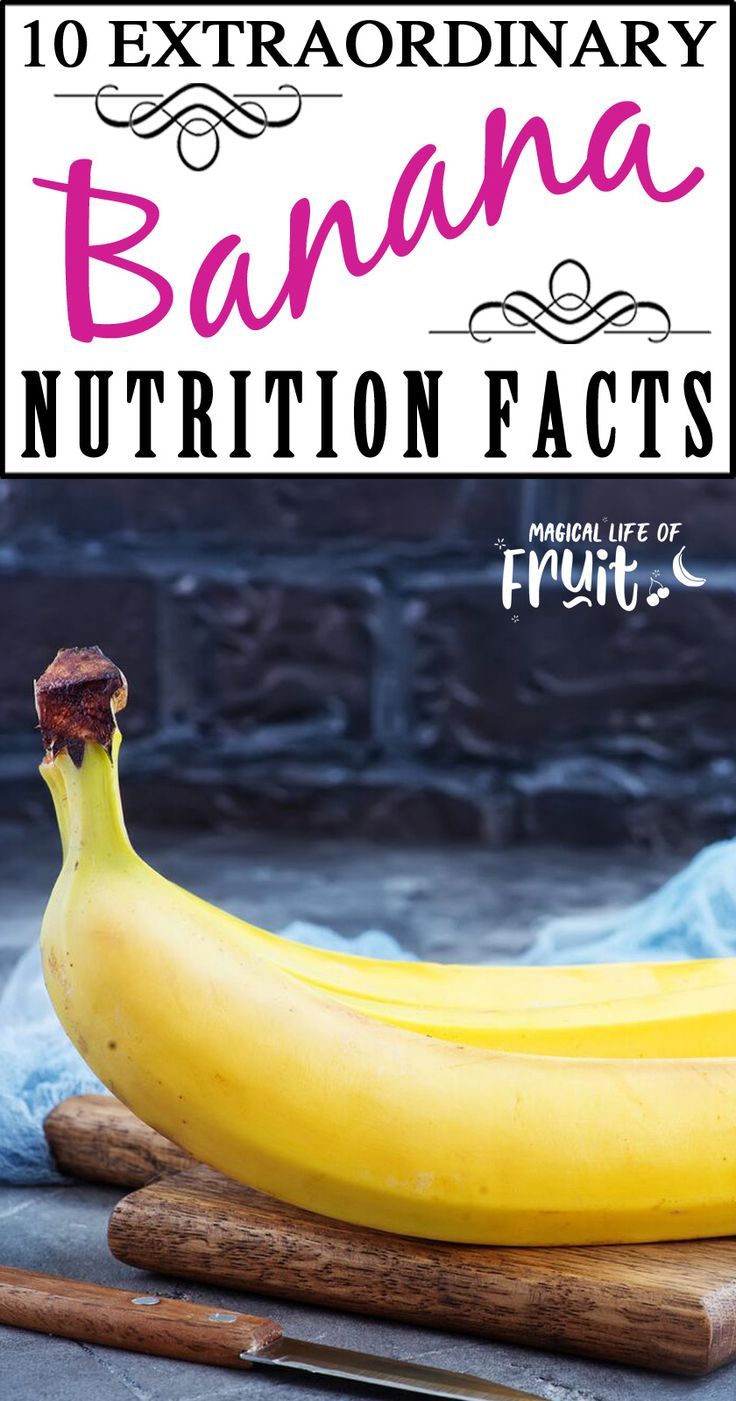 10 EXTRAORDINARY
Banana
NUTRITION FACTS
MAGICAL LIFE OF
Fruit